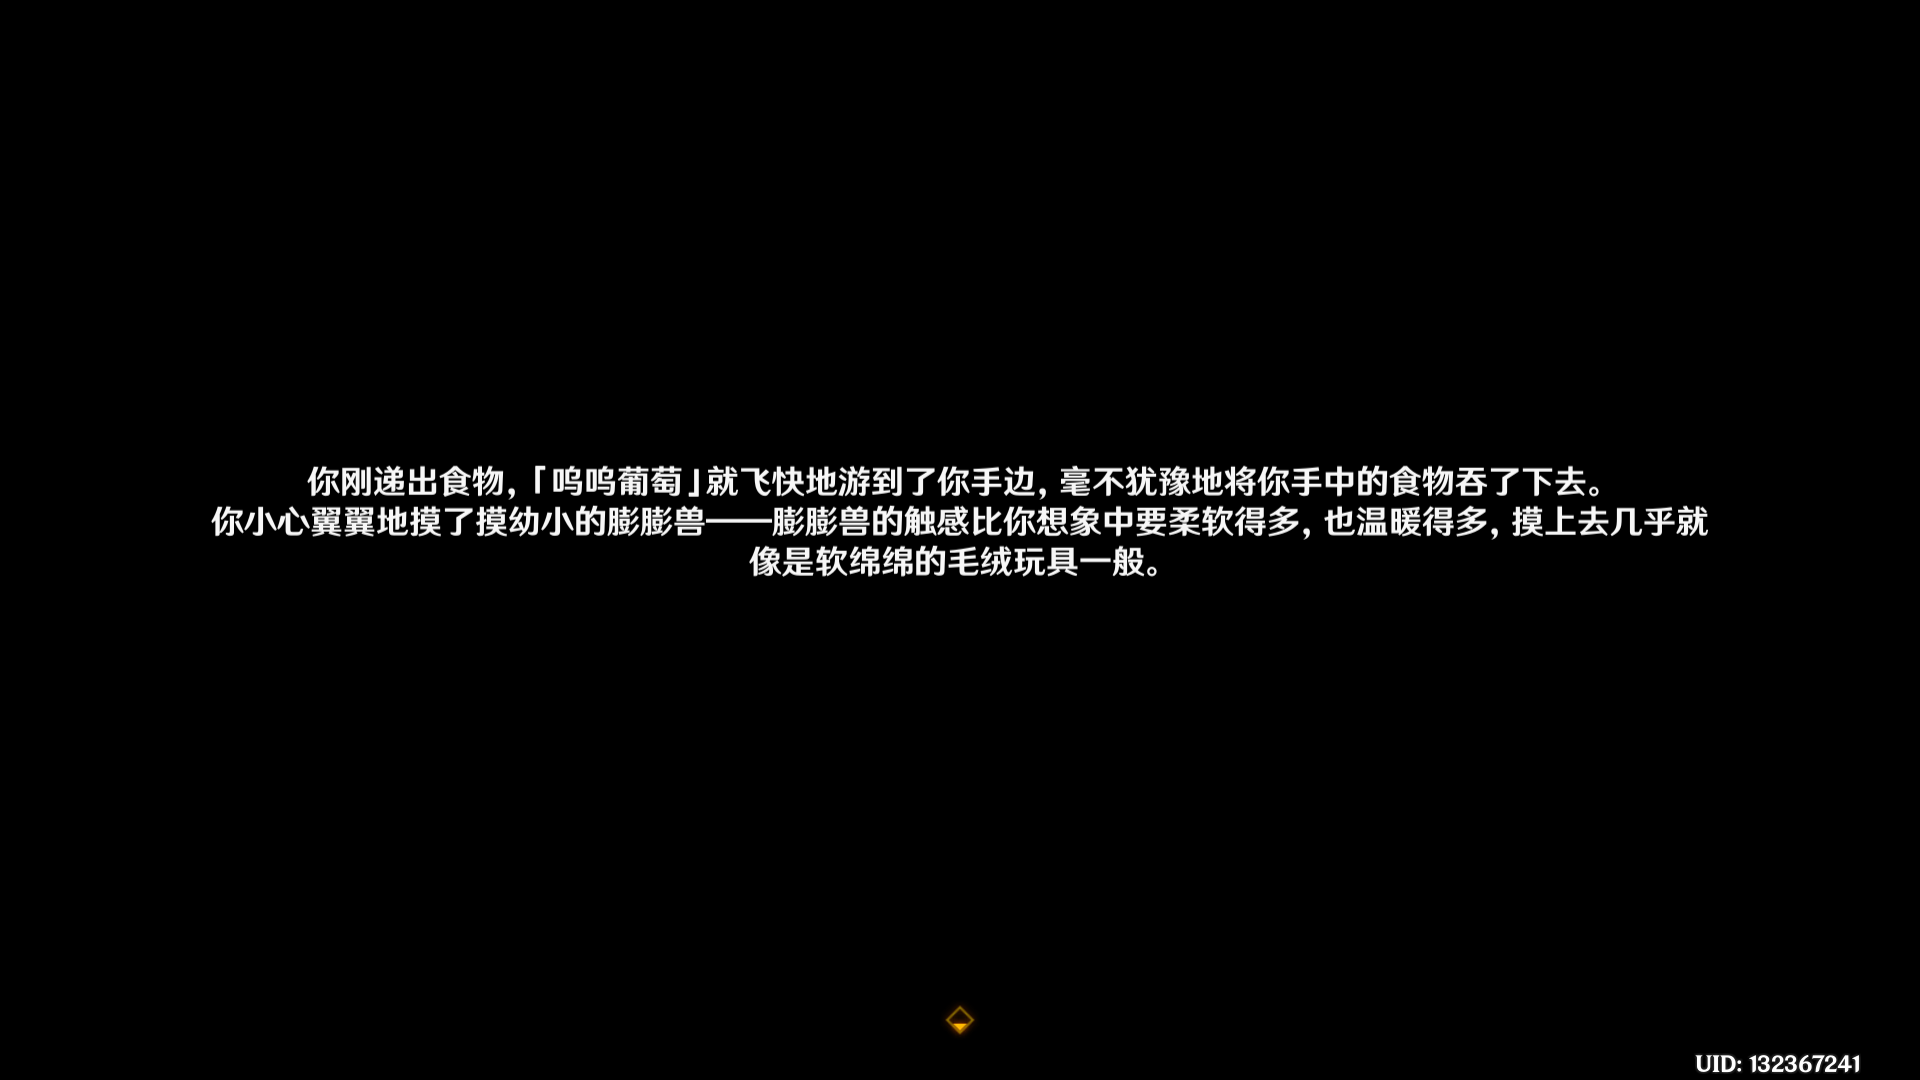 你刚递出食物，「呜呜葡萄」就飞快地游到了你手边，毫不犹豫地将你手中的食物吞了下去。
你小心翼翼地摸了摸幼小的膨膨兽——膨膨兽的触感比你想象中要柔软得多，也温暖得多，摸上去几乎就
像是软绵绵的毛绒玩具一般。
UID: 132367241